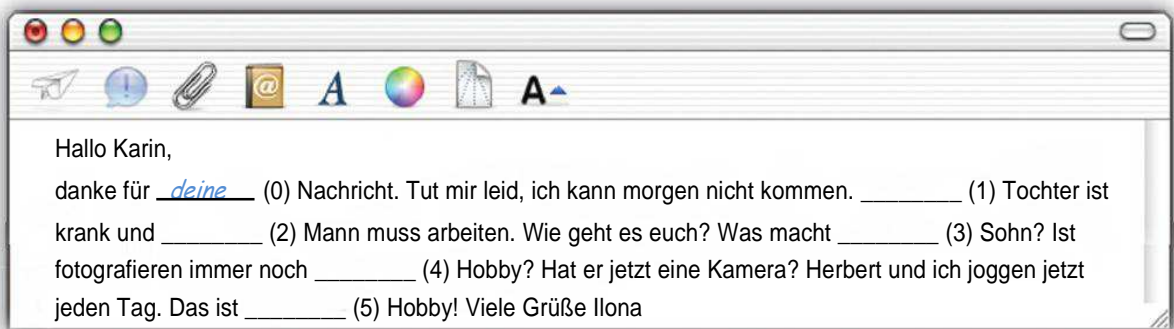 Hallo Karin,
danke für deine (0) Nachricht. Tut mir leid, ich kann morgen nicht kommen. ________ (1) Tochter ist
krank und ________ (2) Mann muss arbeiten. Wie geht es euch? Was macht ________ (3) Sohn? Ist
fotografieren immer noch ________ (4) Hobby? Hat er jetzt eine Kamera? Herbert und ich joggen jetzt
jeden Tag. Das ist ________ (5) Hobby! Viele Grüße Ilona